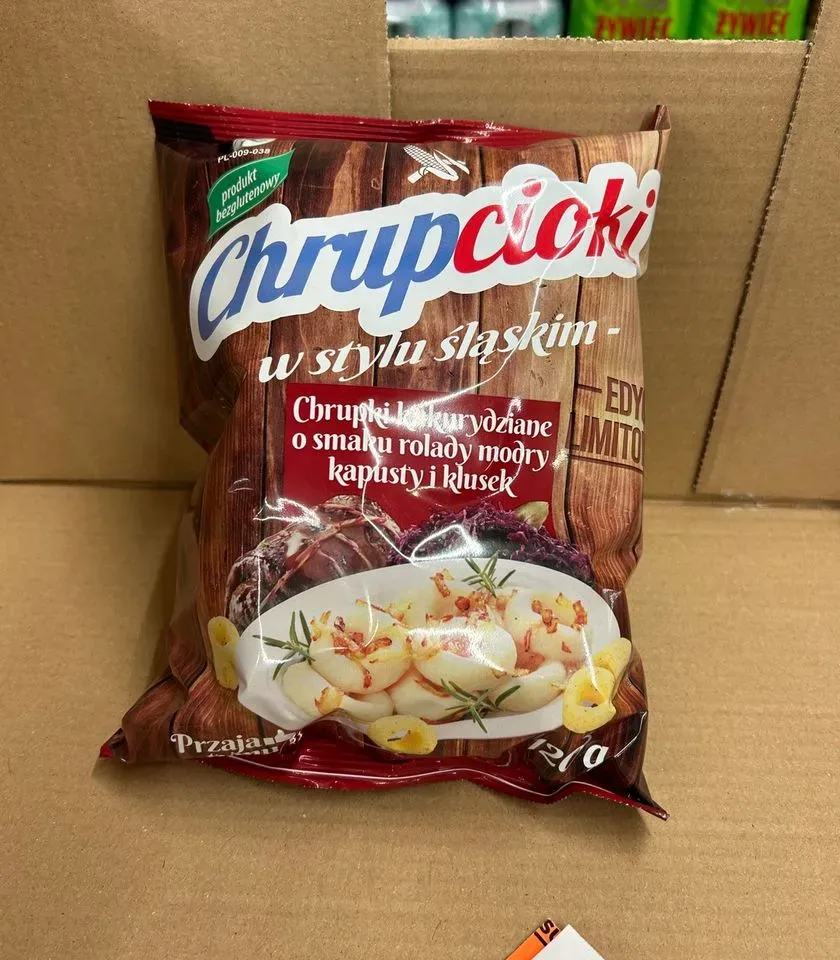 ŻYWIEC
ŻYWIEC
PL-009-038
produkt
bezglutenowy
Chrupcioki
w stylu śląskim -
EDY
LIMITO
Chrupki kukurydziane
o smaku rolady modry
kapusty i klusek
Przaja
120g